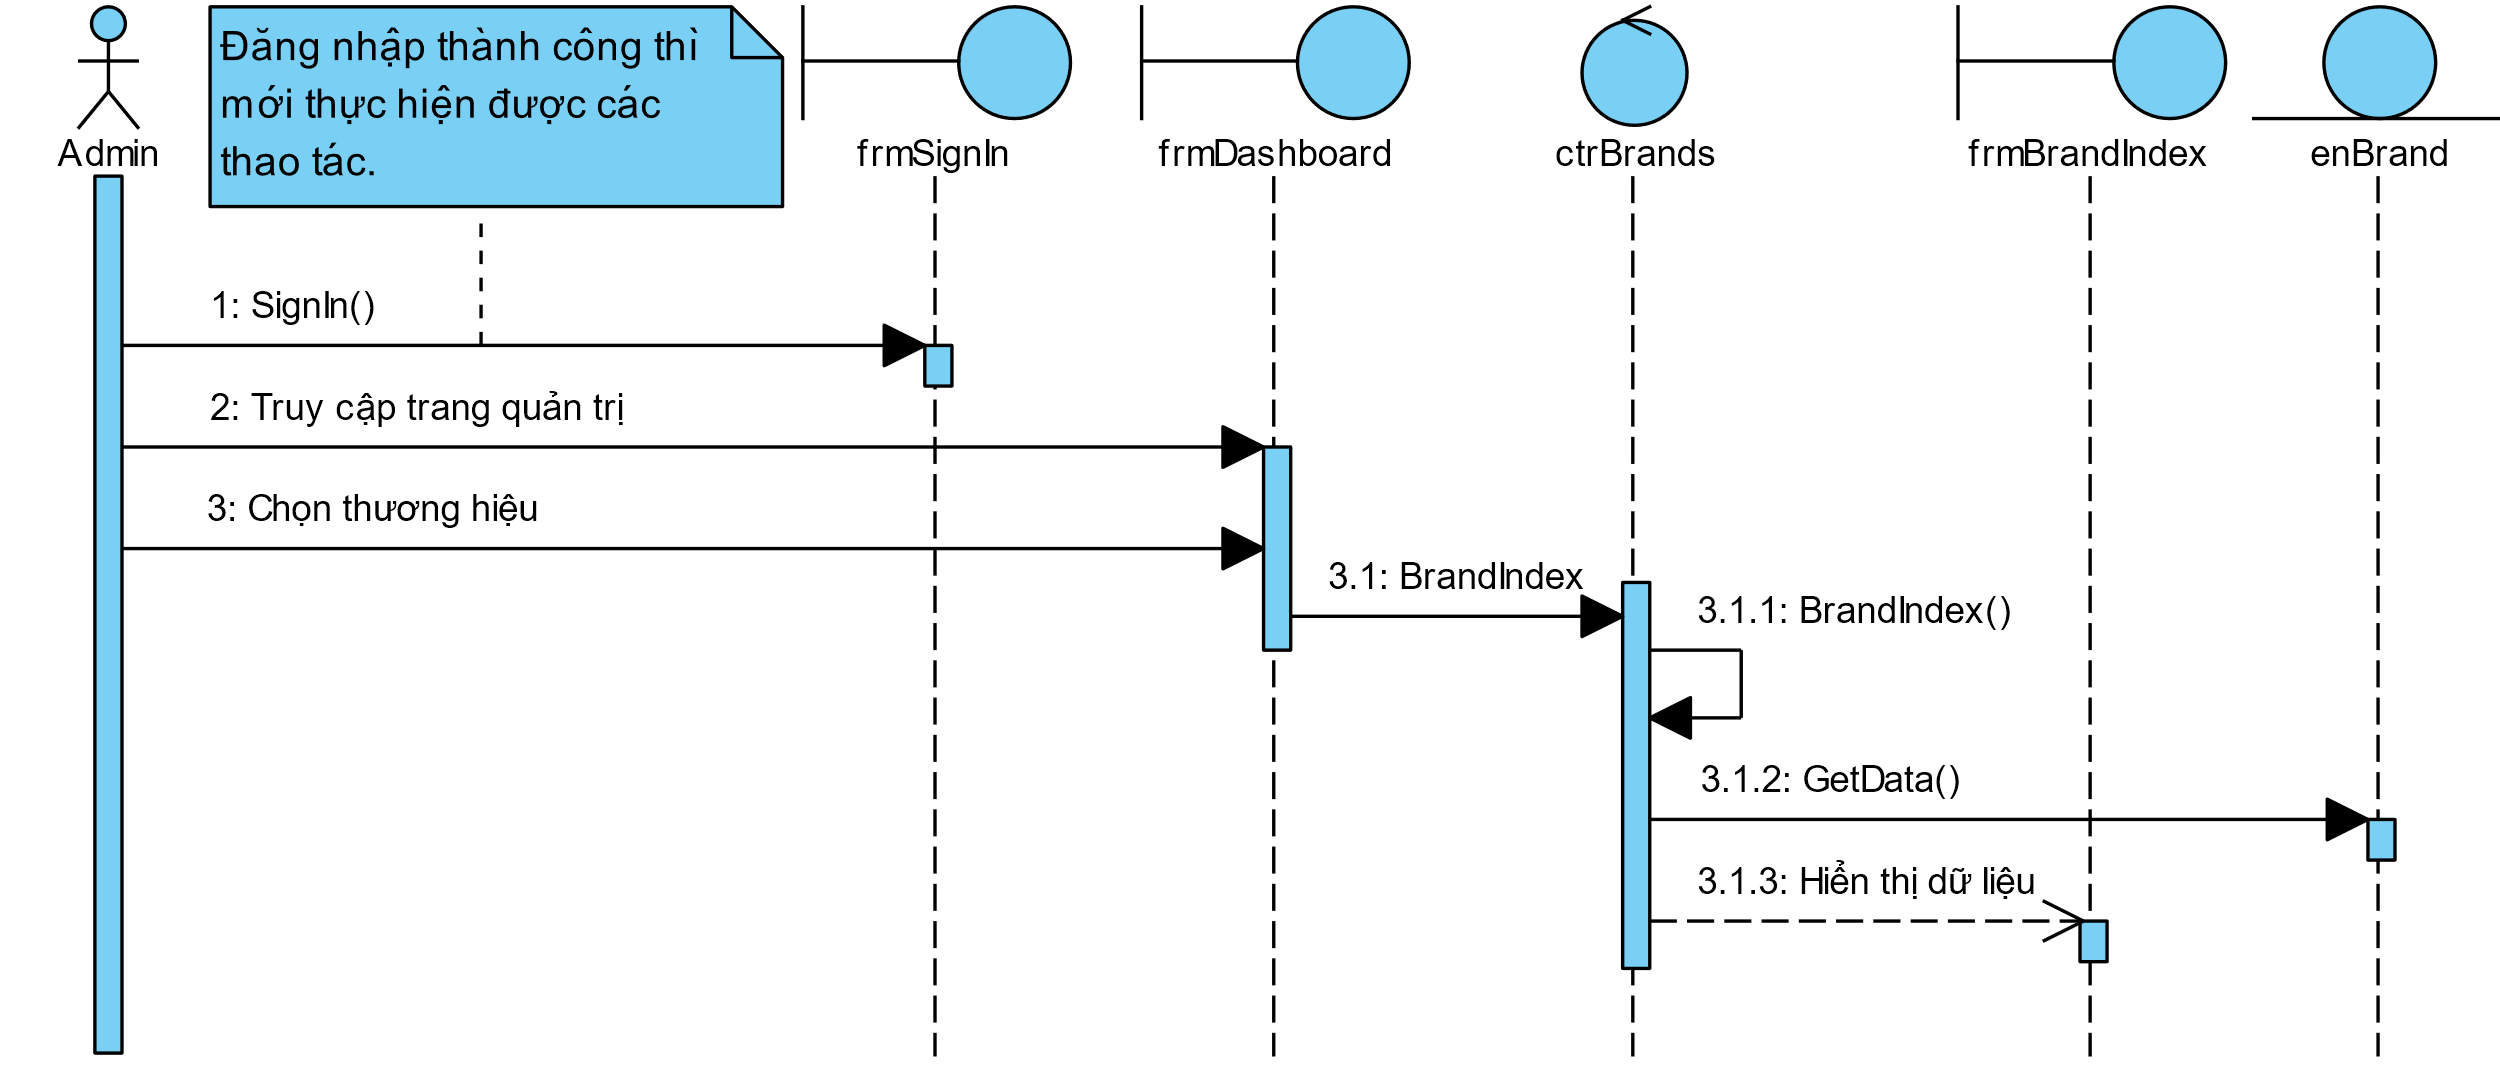 Đăng nhập thành công thì
mới thực hiện được các
thao tác.
Admin
frmSignIn
frmDashboard
ctrBrands
frmBrandIndex
enBrand
1: SignIn()
2: Truy cập trang quản trị
3: Chọn thương hiệu
3.1: BrandIndex
3.1.1: BrandIndex()
3.1.2: GetData()
3.1.3: Hiển thị dữ liệu